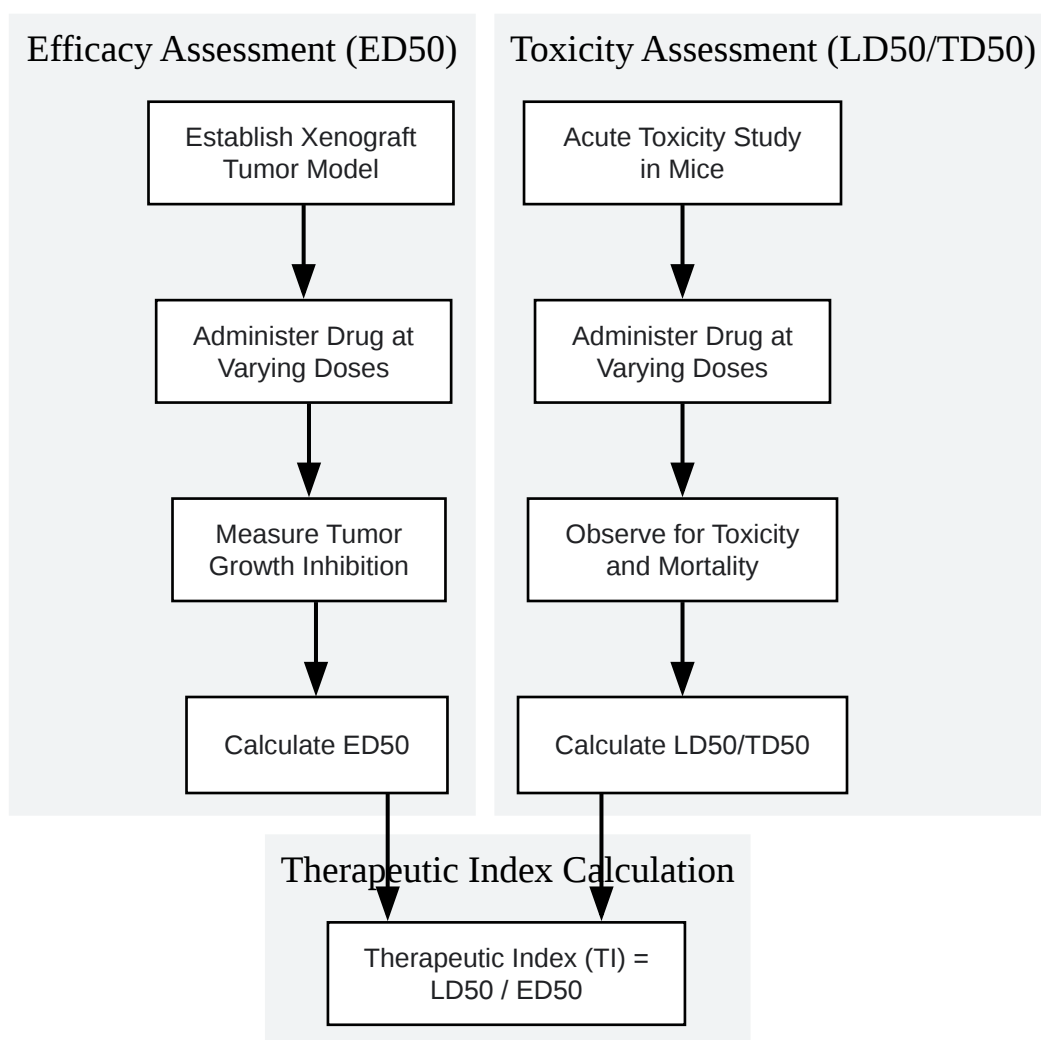 Efficacy Assessment (ED50)
Establish Xenograft
Tumor Model
Administer Drug at
Varying Doses
Measure Tumor
Growth Inhibition
Calculate ED50
Toxicity Assessment (LD50/TD50)
Acute Toxicity Study
in Mice
Administer Drug at
Varying Doses
Observe for Toxicity
and Mortality
Calculate LD50/TD50
Therapeutic Index Calculation
Therapeutic Index (TI) =
LD50 / ED50